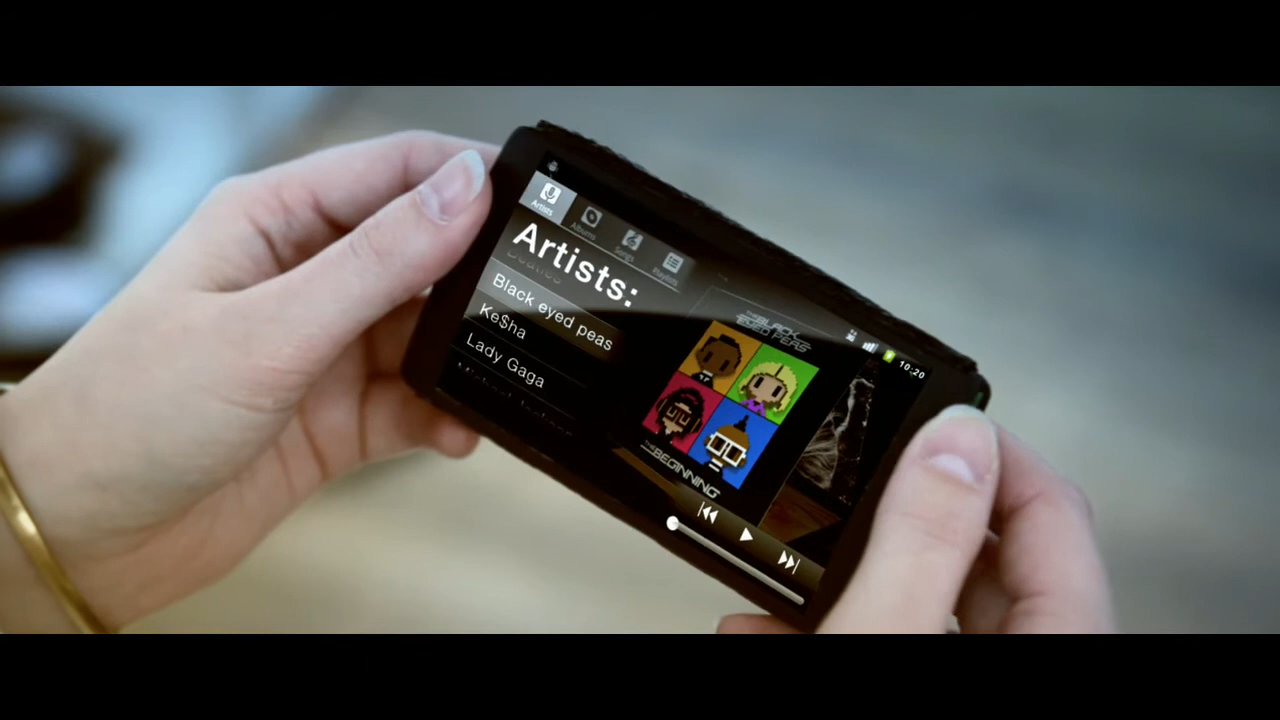 Artists
Albums
Songs
Playlists
10:20
Artists:
Beatles
Black eyed peas
Ke$ha
Lady Gaga
THE BLACK
EYED PEAS
THE BEGINNING